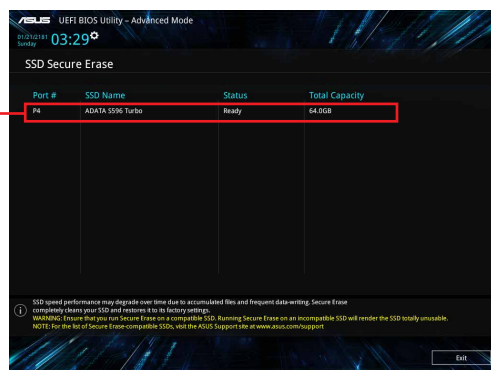 ASUS UEFI BIOS Utility – Advanced Mode
01/21/2181
Sunday
03:29
SSD Secure Erase
Port # SSD Name Status Total Capacity
P4 ADATA S596 Turbo Ready 64.0GB
SSD speed performance may degrade over time due to accumulated files and frequent data-writing. Secure Erase
completely cleans your SSD and restores it to its factory settings.
WARNING: Ensure that you run Secure Erase on a compatible SSD. Running Secure Erase on an incompatible SSD will render the SSD totally unusable.
NOTE: For the list of Secure Erase-compatible SSDs, visit the ASUS Support site at www.asus.com/support
Exit